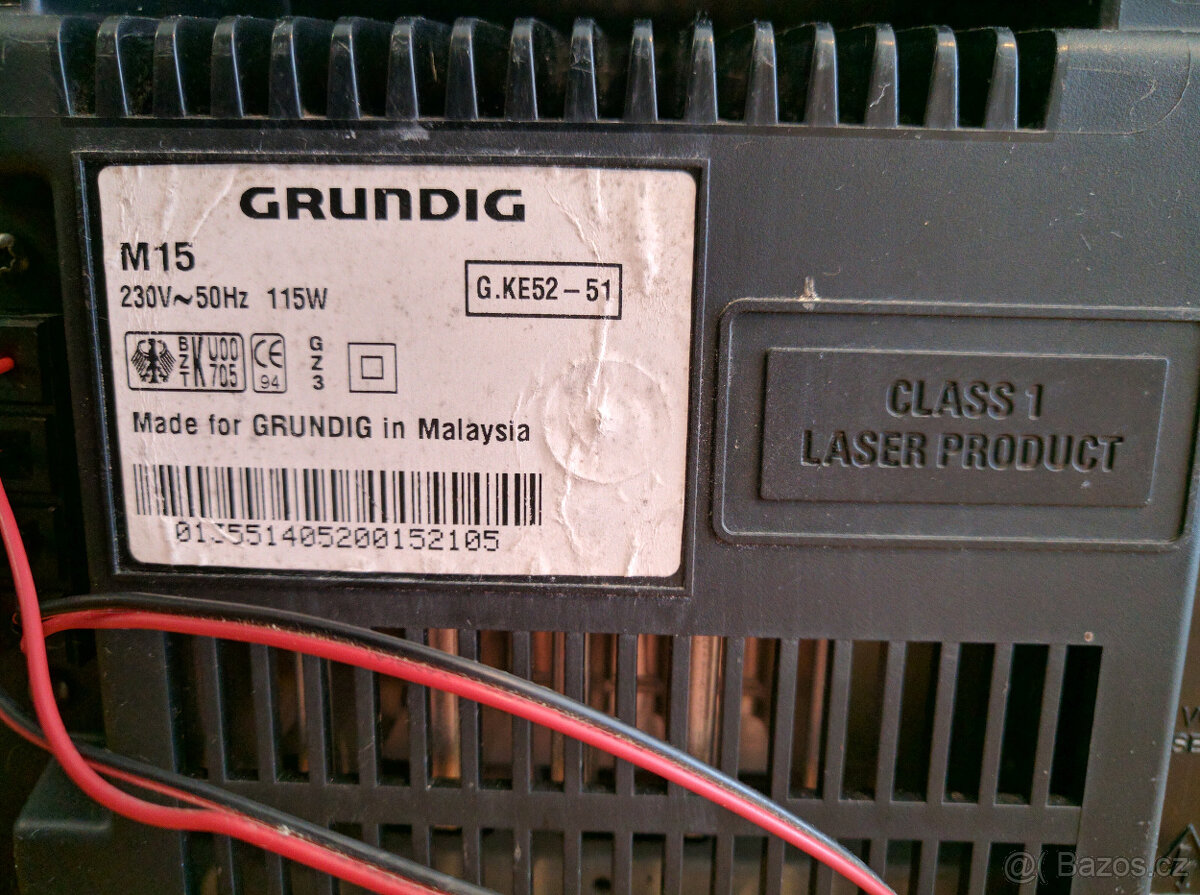 GRUNDIG
M15
230V~50Hz 115W
G.KE52-51
BZT K U00 705
CE 94
GZ3
Made for GRUNDIG in Malaysia
CLASS 1
LASER PRODUCT
Bazos.cz